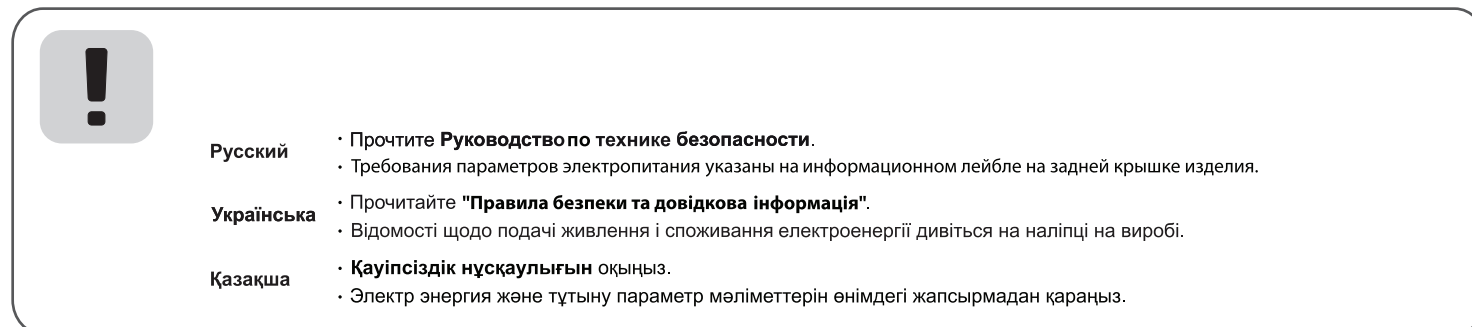 Русский
· Прочтите Руководство по технике безопасности.
· Требования параметров электропитания указаны на информационном лейбле на задней крышке изделия.
Українська
· Прочитайте "Правила безпеки та довідкова інформація".
· Відомості щодо подачі живлення і споживання електроенергії дивіться на наліпці на виробі.
Қазақша
· Қауіпсіздік нұсқаулығын оқыңыз.
· Электр энергия және тұтыну параметр мәліметтерін өнімдегі жапсырмадан қараңыз.